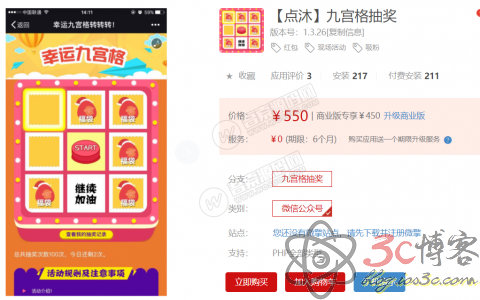 中国联通 14:11
返回 幸运九宫格转转转!
幸运九宫格
福袋
福袋
START
福袋
继续
加油
福袋
查看我的抽奖记录
活动规则及注意事项
活动介绍!
【点沐】九宫格抽奖
版本号: 1.3.26[复制信息]
红包 现场活动 吸粉
收藏 应用评评分 3 安装 217 付费安装 211
价格: ¥550 | 商业版专享 ¥450 升级商业版
服务: ¥0 (期限: 6个月) 购买应用送一个期限升级服务
分支: 九宫格抽奖
类别: 微信公众号
站点: 您还没有微擎站点, 请先下载并注册微擎
支持: PHP
立即购买 加入购物车
3c博客